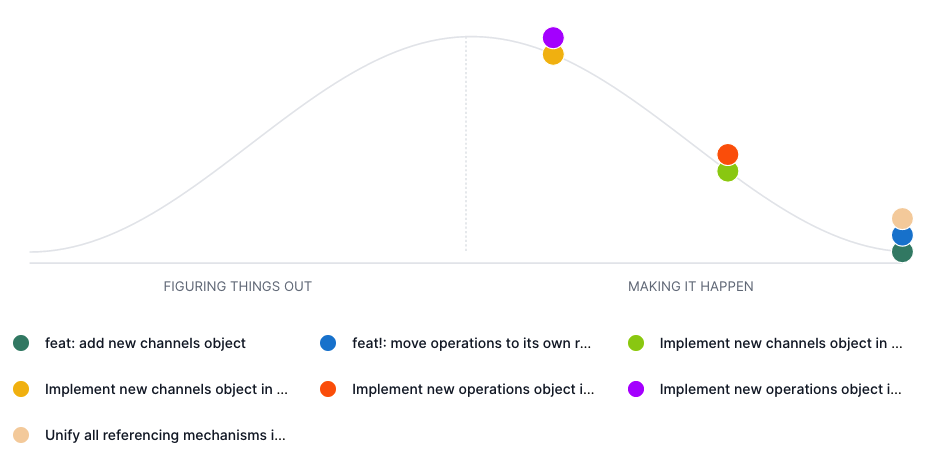 FIGURING THINGS OUT
MAKING IT HAPPEN
feat: add new channels object
feat!: move operations to its own r...
Implement new channels object in ...
Implement new channels object in ...
Implement new operations object i...
Implement new operations object i...
Unify all referencing mechanisms i...